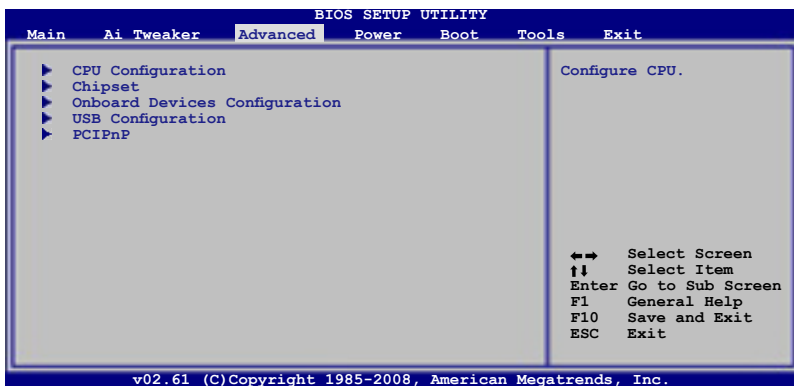 BIOS SETUP UTILITY
Main Ai Tweaker Advanced Power Boot Tools Exit
CPU Configuration
Chipset
Onboard Devices Configuration
USB Configuration
PCIPnP
Configure CPU.
←→ Select Screen
↑↓ Select Item
Enter Go to Sub Screen
F1 General Help
F10 Save and Exit
ESC Exit
v02.61 (C)Copyright 1985-2008, American Megatrends, Inc.